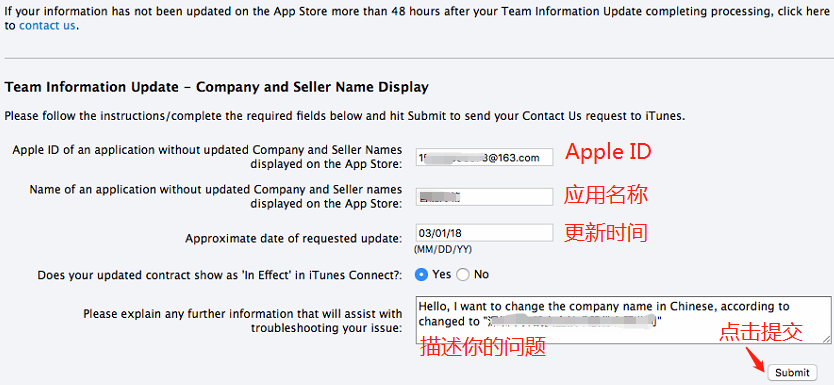 If your information has not been updated on the App Store more than 48 hours after your Team Information Update completing processing, click here
to contact us.
Team Information Update – Company and Seller Name Display
Please follow the instructions/complete the required fields below and hit Submit to send your Contact Us request to iTunes.
Apple ID of an application without updated Company and Seller Names
displayed on the App Store:
@163.com
Apple ID
Name of an application without updated Company and Seller names
displayed on the App Store:
应用名称
Approximate date of requested update:
03/01/18
(MM/DD/YY)
更新时间
Does your updated contract show as 'In Effect' in iTunes Connect?:
Yes No
Please explain any further information that will assist with
troubleshooting your issue:
Hello, I want to change the company name in Chinese, according to
changed to "
描述你的问题
点击提交
Submit